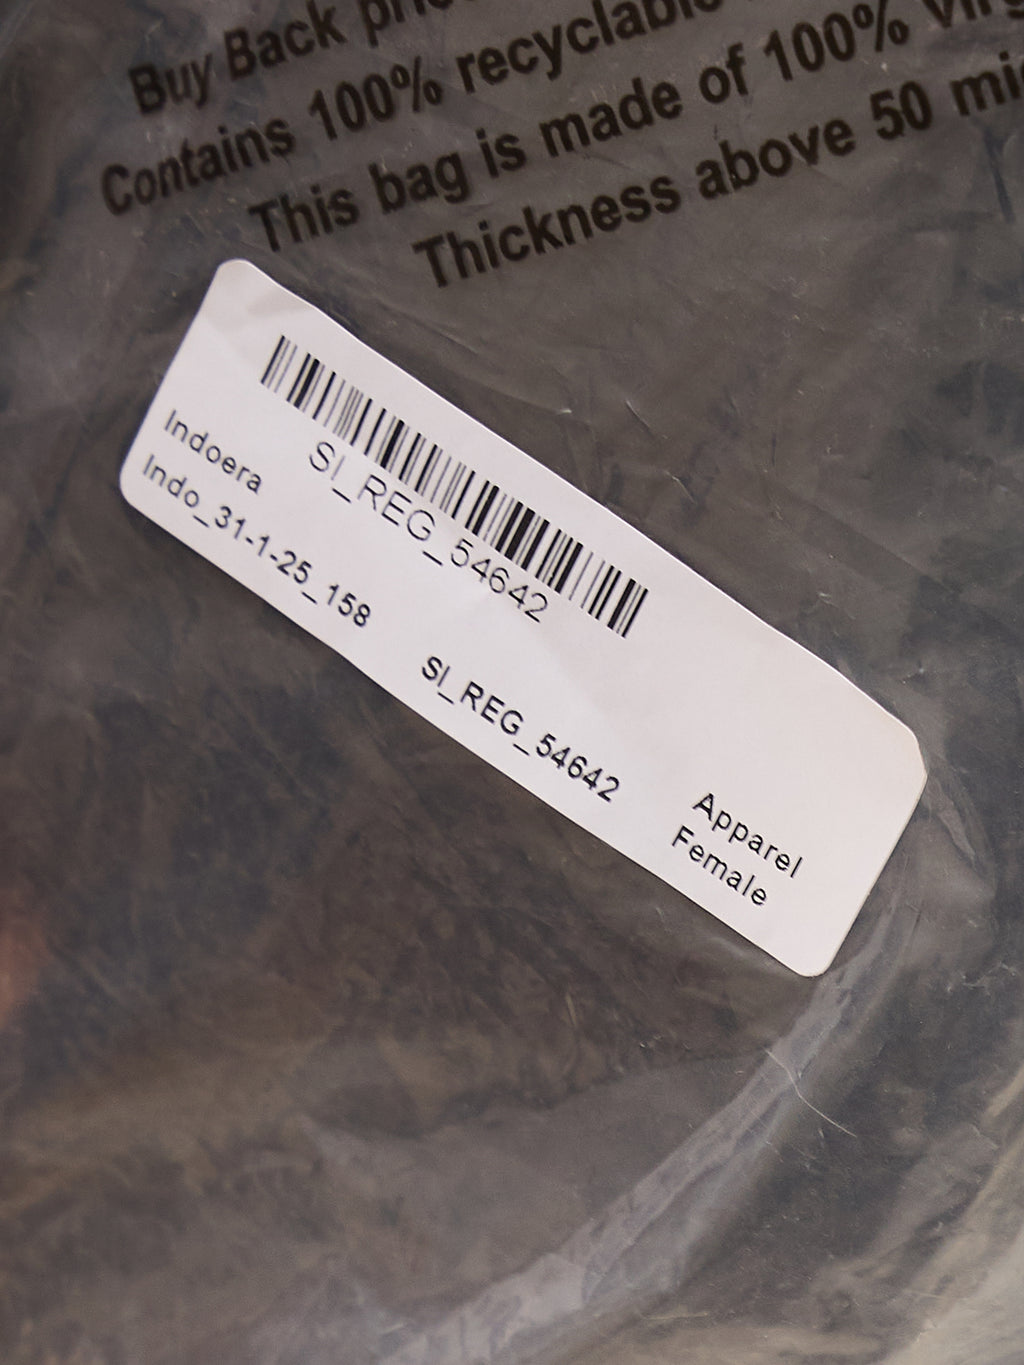 Buy Back
Contains 100% recyclable
This bag is made of 100%
Thickness above 50
SI_REG_54642
Indoera
Indo_31-1-25_158
SI_REG_54642
Apparel
Female